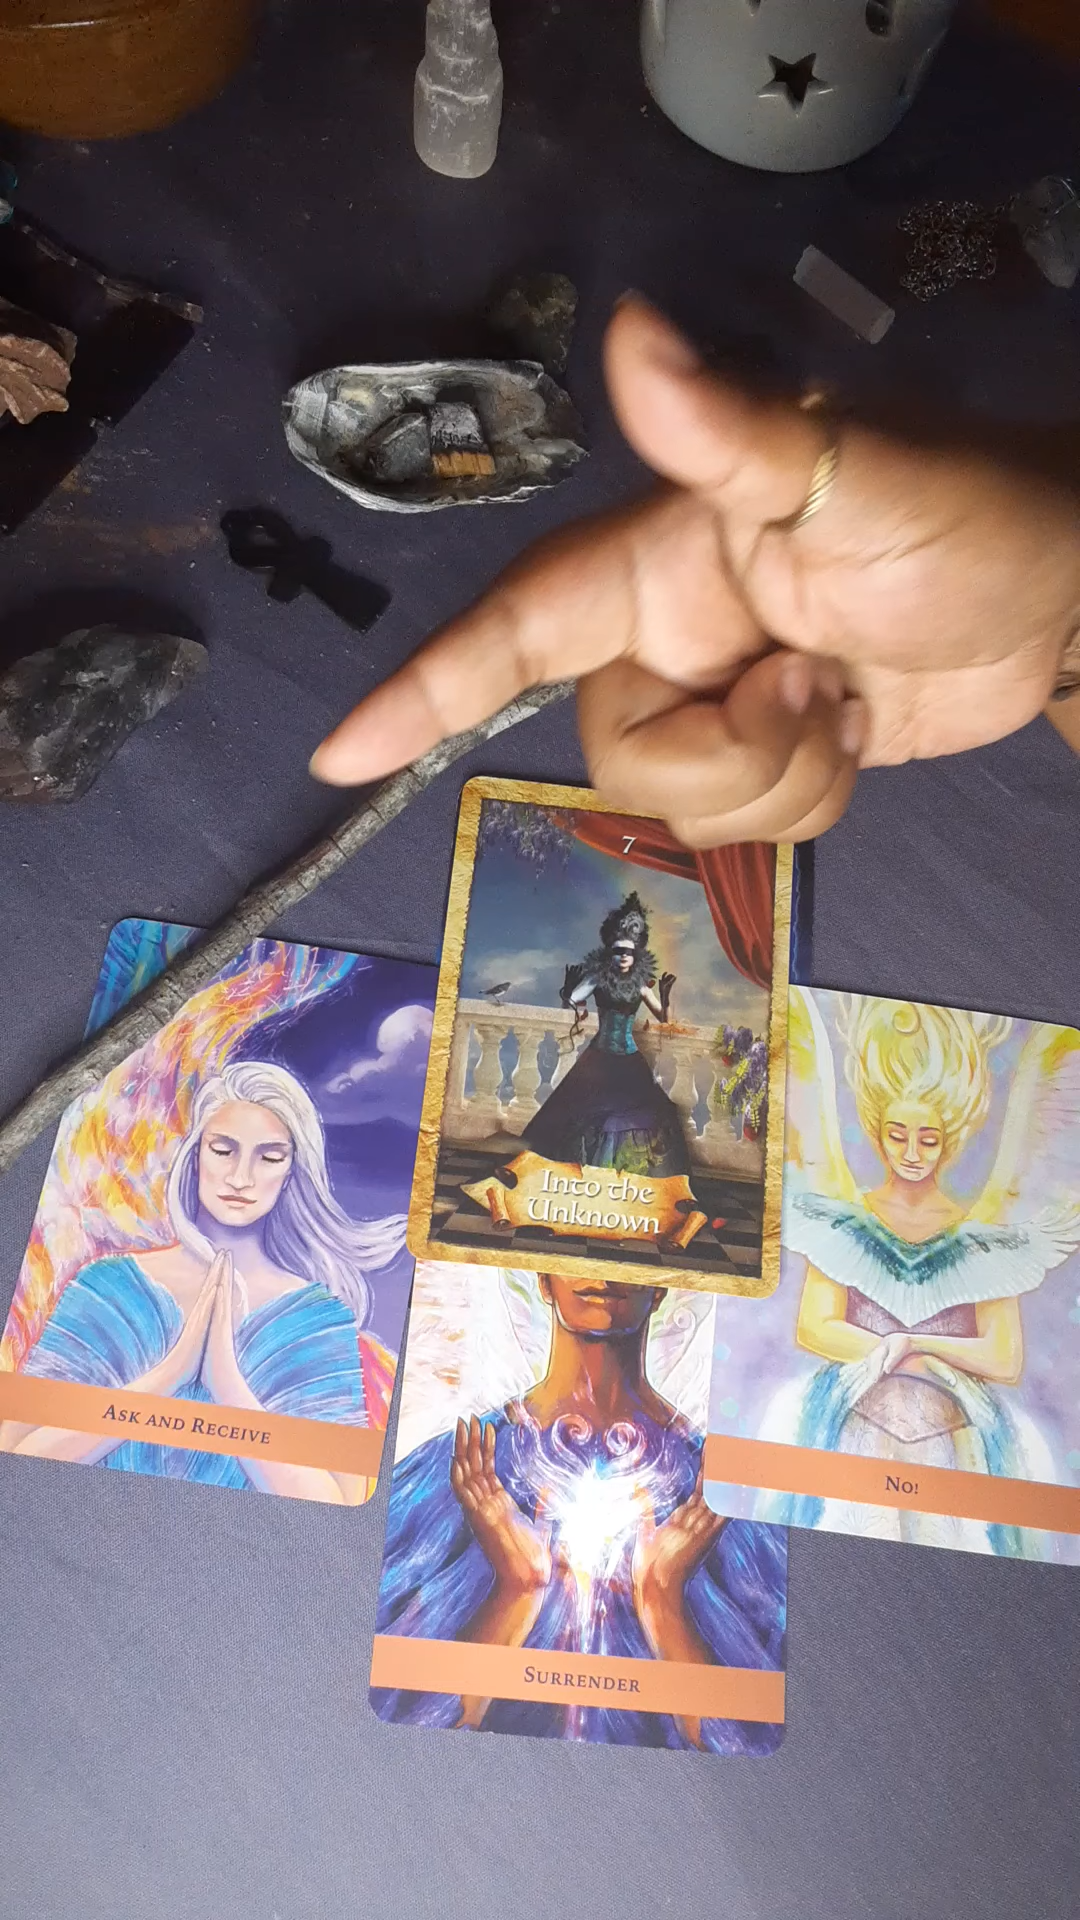 7
Into the
Unknown
Ask and Receive
No!
Surrender